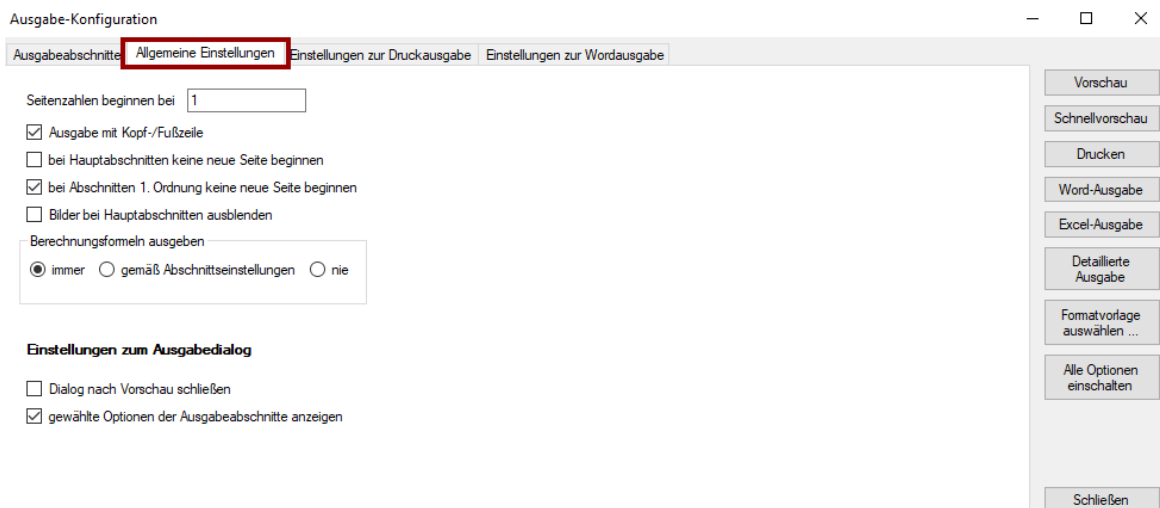 Ausgabe-Konfiguration
Ausgabeabschnitte Allgemeine Einstellungen Einstellungen zur Druckausgabe Einstellungen zur Wordausgabe
Seitenzahlen beginnen bei 1
Ausgabe mit Kopf-/Fußzeile
bei Hauptabschnitten keine neue Seite beginnen
bei Abschnitten 1. Ordnung keine neue Seite beginnen
Bilder bei Hauptabschnitten ausblenden
Berechnungsformeln ausgeben
immer gemäß Abschnittseinstellungen nie
Einstellungen zum Ausgabedialog
Dialog nach Vorschau schließen
gewählte Optionen der Ausgabeabschnitte anzeigen
Vorschau
Schnellvorschau
Drucken
Word-Ausgabe
Excel-Ausgabe
Detaillierte
Ausgabe
Formatvorlage
auswählen ...
Alle Optionen
einschalten
Schließen